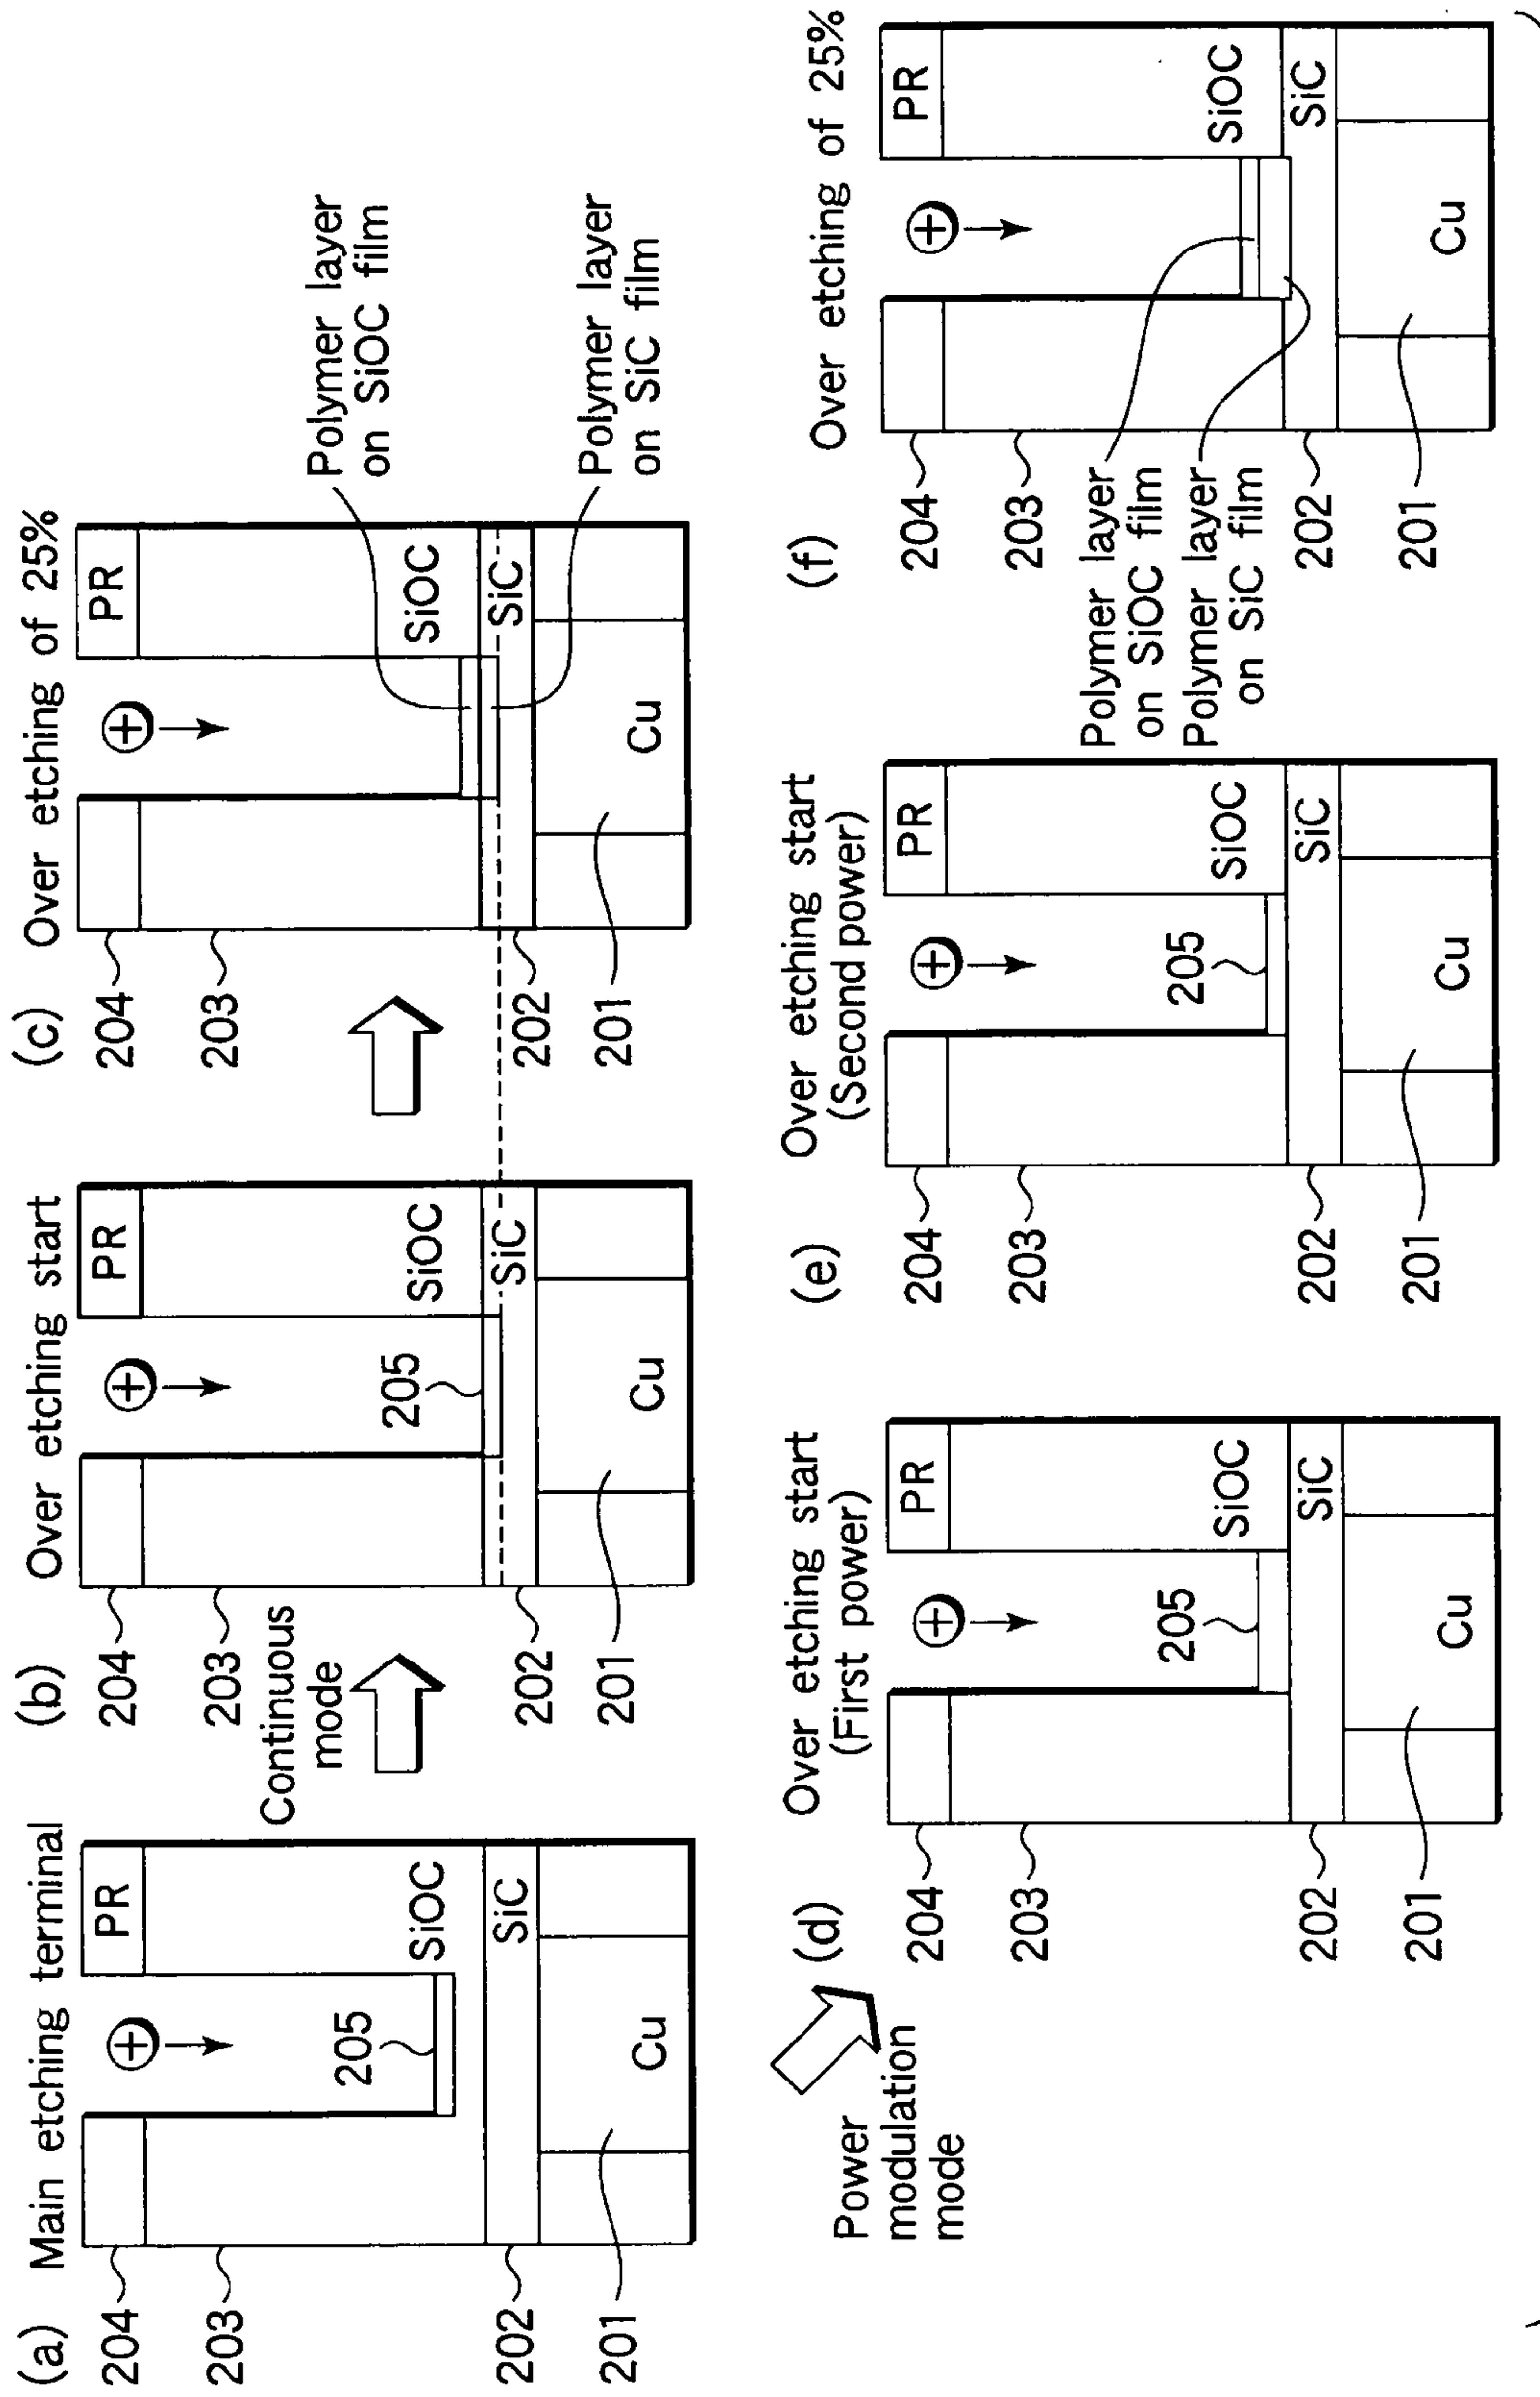 (a) Main etching terminal
204
PR
203
205
SiOC
202
SiC
201
Cu
Continuous
mode
(b) Over etching start
204
PR
203
205
SiOC
202
SiC
201
Cu
(c) Over etching of 25%
204
PR
203
SiOC
202
SiC
201
Cu
Polymer layer
on SiOC film
Polymer layer
on SiC film
Power
modulation
mode
(d) Over etching start
(First power)
204
PR
203
205
SiOC
202
SiC
201
Cu
(e) Over etching start
(Second power)
204
PR
203
205
SiOC
202
SiC
201
Cu
(f) Over etching of 25%
204
PR
203
SiOC
Polymer layer
on SiOC film
Polymer layer
on SiC film
202
SiC
201
Cu